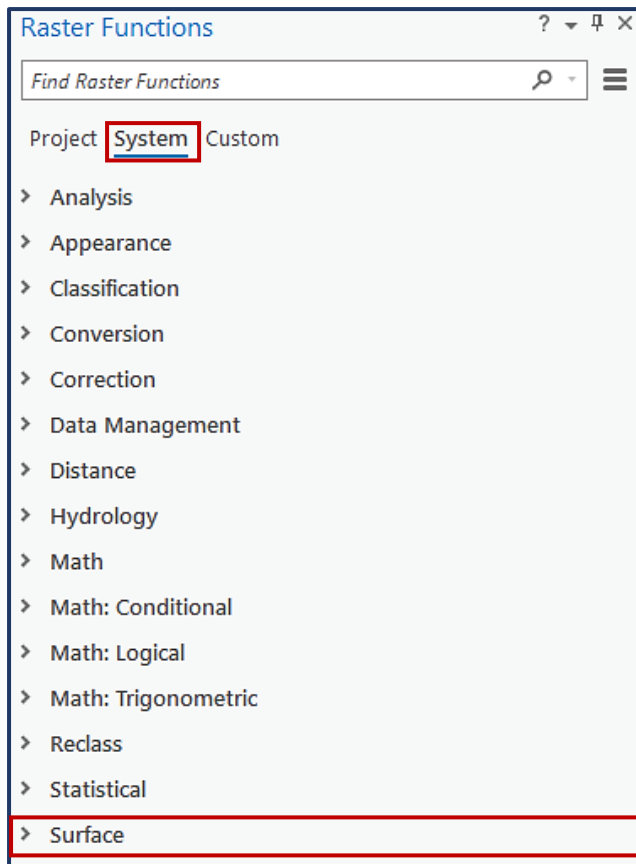 Raster Functions ?
Find Raster Functions
Project System Custom
Analysis
Appearance
Classification
Conversion
Correction
Data Management
Distance
Hydrology
Math
Math: Conditional
Math: Logical
Math: Trigonometric
Reclass
Statistical
Surface